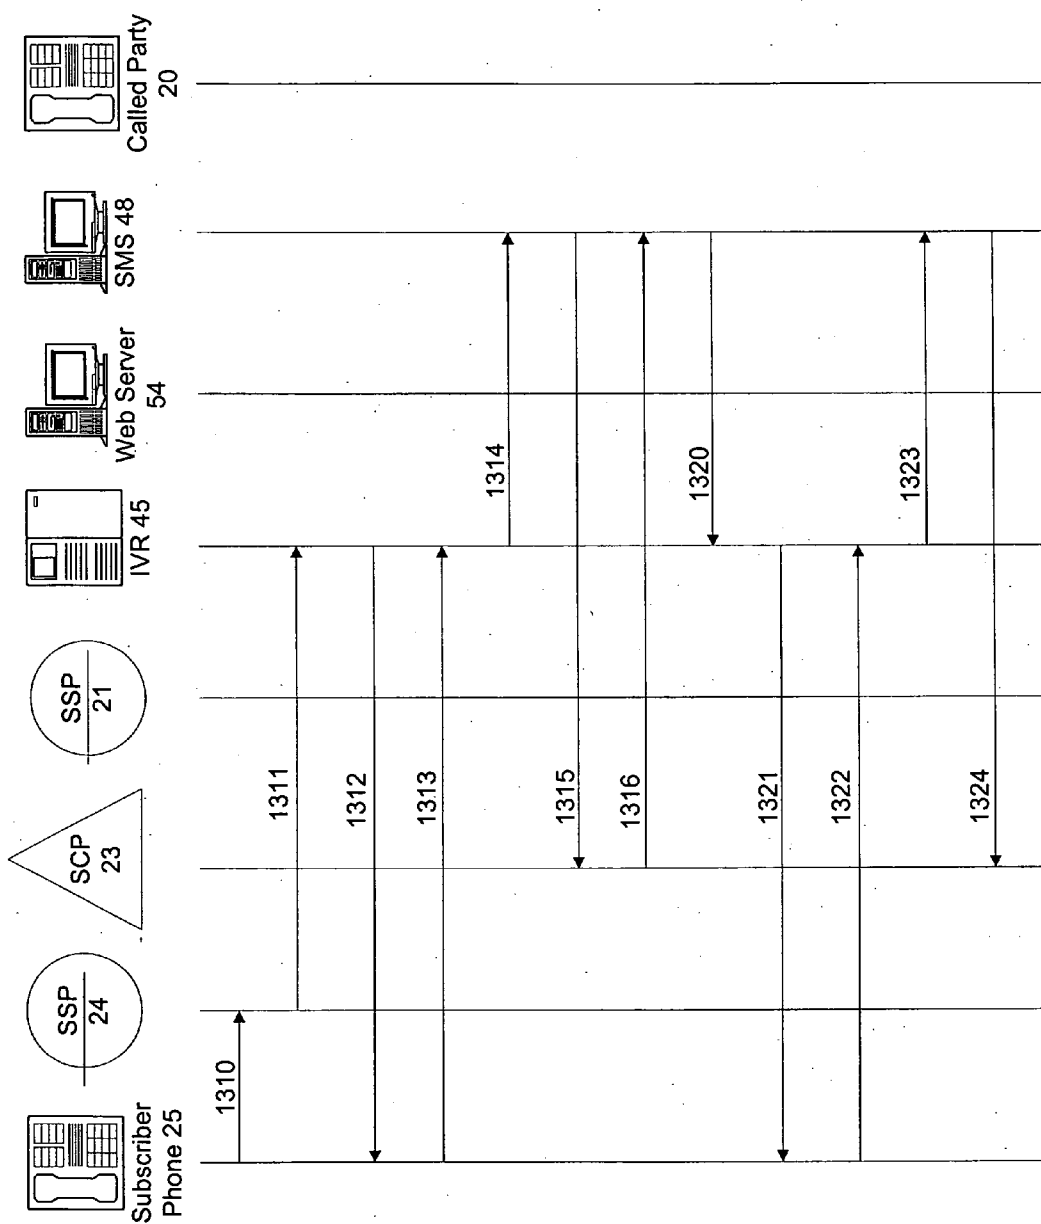 Subscriber
Phone 25
SSP
24
SCP
23
SSP
21
IVR 45
Web Server
54
SMS 48
Called Party
20
1310
1311
1312
1313
1314
1315
1316
1320
1321
1322
1323
1324